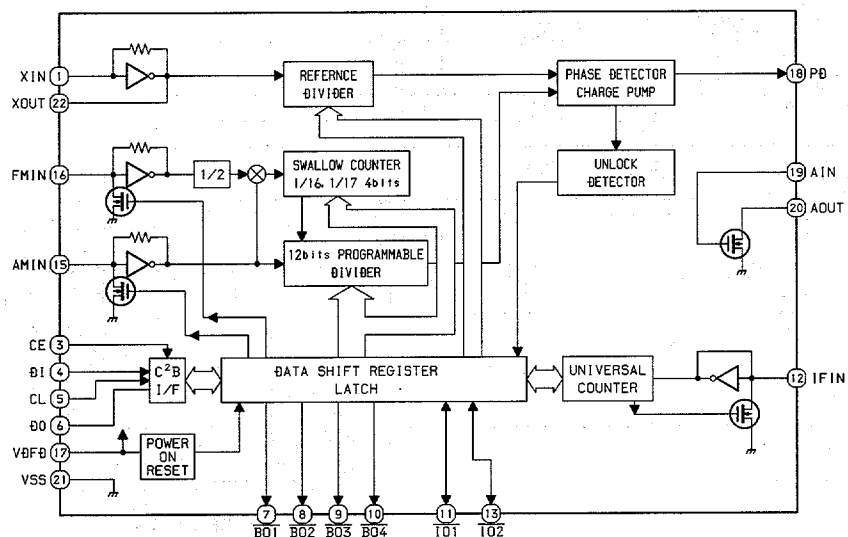 XIN 1
XOUT 22
REFERNCE
DIVIDER
PHASE DETECTOR
CHARGE PUMP
18 PD
FMIN 16
1/2
SWALLOW COUNTER
1/16, 1/17 4bits
UNLOCK
DETECTOR
19 AIN
20 AOUT
AMIN 15
12bits PROGRAMMABLE
DIVIDER
CE 3
DI 4
CL 5
DO 6
C²B
I/F
DATA SHIFT REGISTER
LATCH
UNIVERSAL
COUNTER
12 IFIN
VDFD 17
POWER
ON
RESET
VSS 21
7 8 9 10 11 13
BO1 BO2 BO3 BO4 IO1 IO2